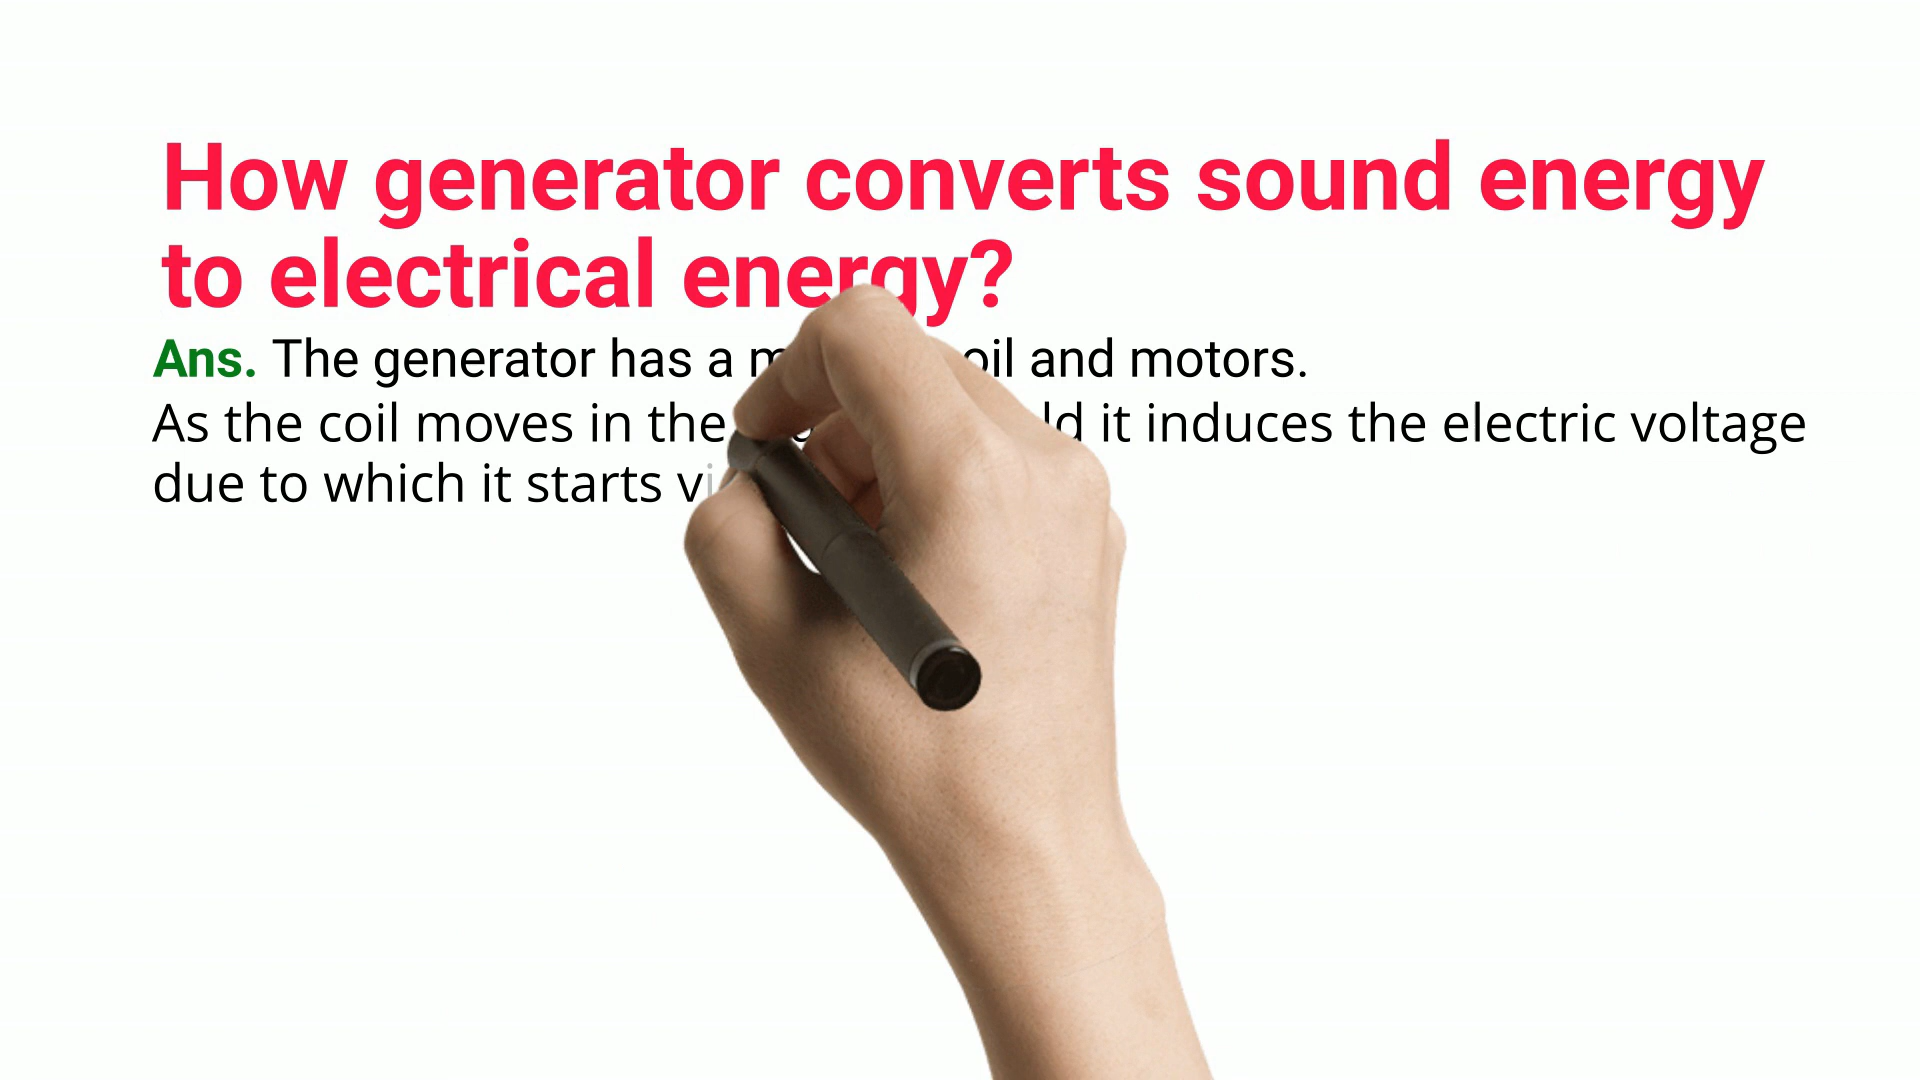 How generator converts sound energy
to electrical energy?
Ans. The generator has a oil and motors.
As the coil moves in the it induces the electric voltage
due to which it starts